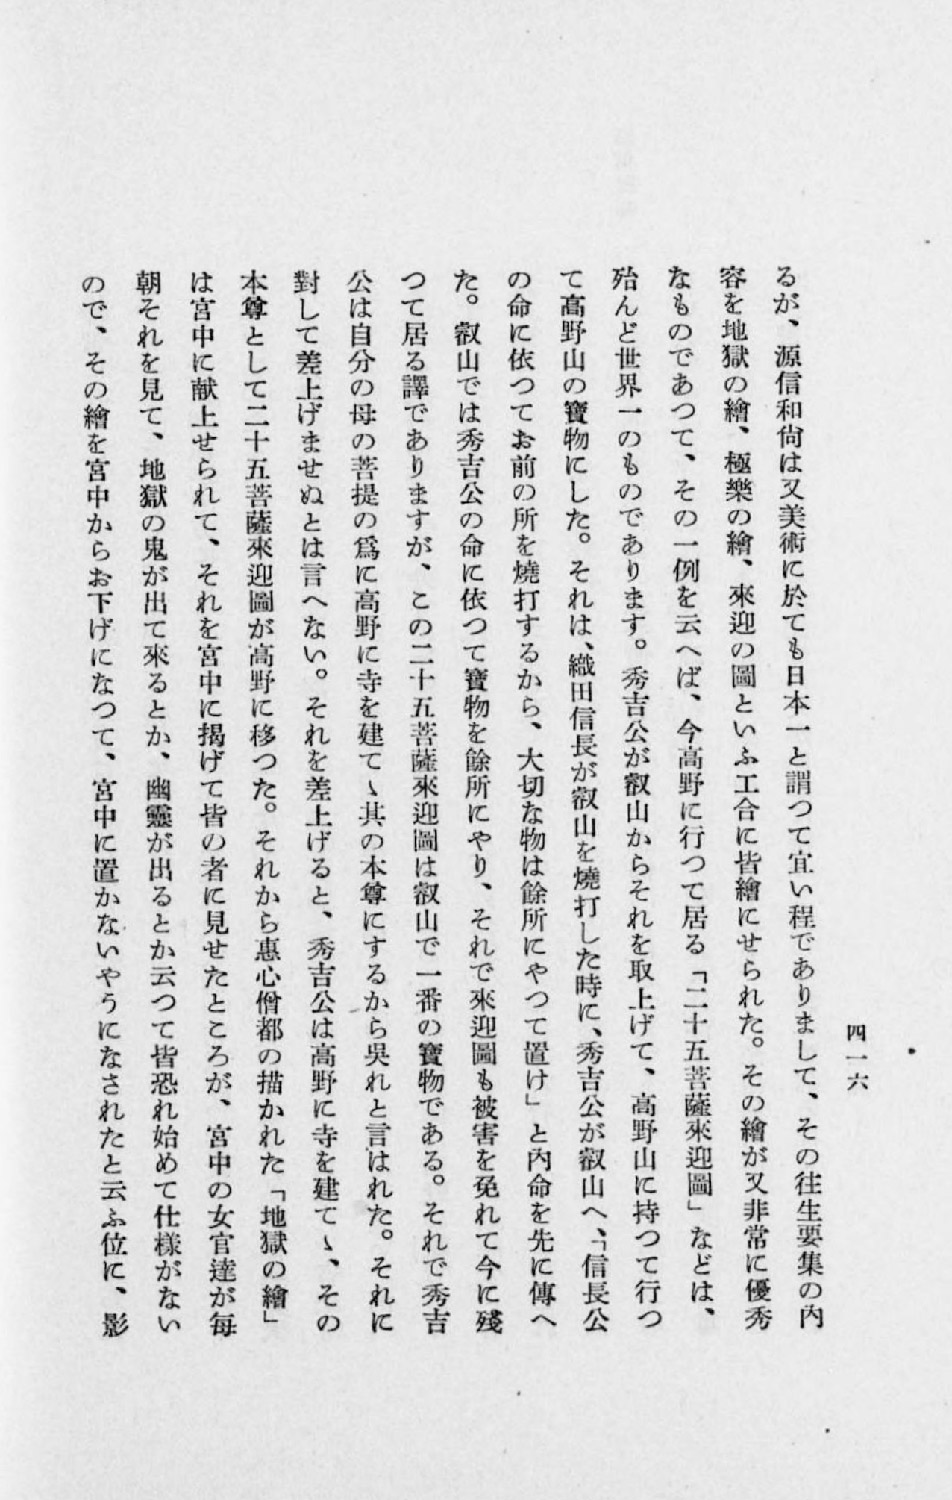 四一六
るが、源信和尙は又美術に於ても日本一と謂つて宜い程でありまして、その往生要集の內
容を地獄の繪、極樂の繪、來迎の圖といふ工合に皆繪にせられた。その繪が又非常に優秀
なものであつて、その一例を云へば、今高野に行つて居る「二十五菩薩來迎圖」などは、
殆んど世界一のものであります。秀吉公が叡山からそれを取上げて、高野山に持つて行つ
て高野山の寶物にした。それは、織田信長が叡山を燒打した時に、秀吉公が叡山へ、「信長公
の命に依つてお前の所を燒打するから、大切な物は餘所にやつて置け」と內命を先に傳へ
た。叡山では秀吉公の命に依つて寶物を餘所にやり、それで來迎圖も被害を免れて今に殘
つて居る譯でありますが、この二十五菩薩來迎圖は叡山で一番の寶物である。それで秀吉
公は自分の母の菩提の爲に高野に寺を建てゝ其の本尊にするから吳れと言はれた。それに
對して差上げませぬとは言へない。それを差上げると、秀吉公は高野に寺を建てゝ、その
本尊として二十五菩薩來迎圖が高野に移つた。それから惠心僧都の描かれた「地獄の繪」
は宮中に献上せられて、それを宮中に揭げて皆の者に見せたところが、宮中の女官達が每
朝それを見て、地獄の鬼が出て來るとか、幽靈が出るとか云つて皆恐れ始めて仕樣がない
ので、その繪を宮中からお下げになつて、宮中に置かないやうになされたと云ふ位に、影